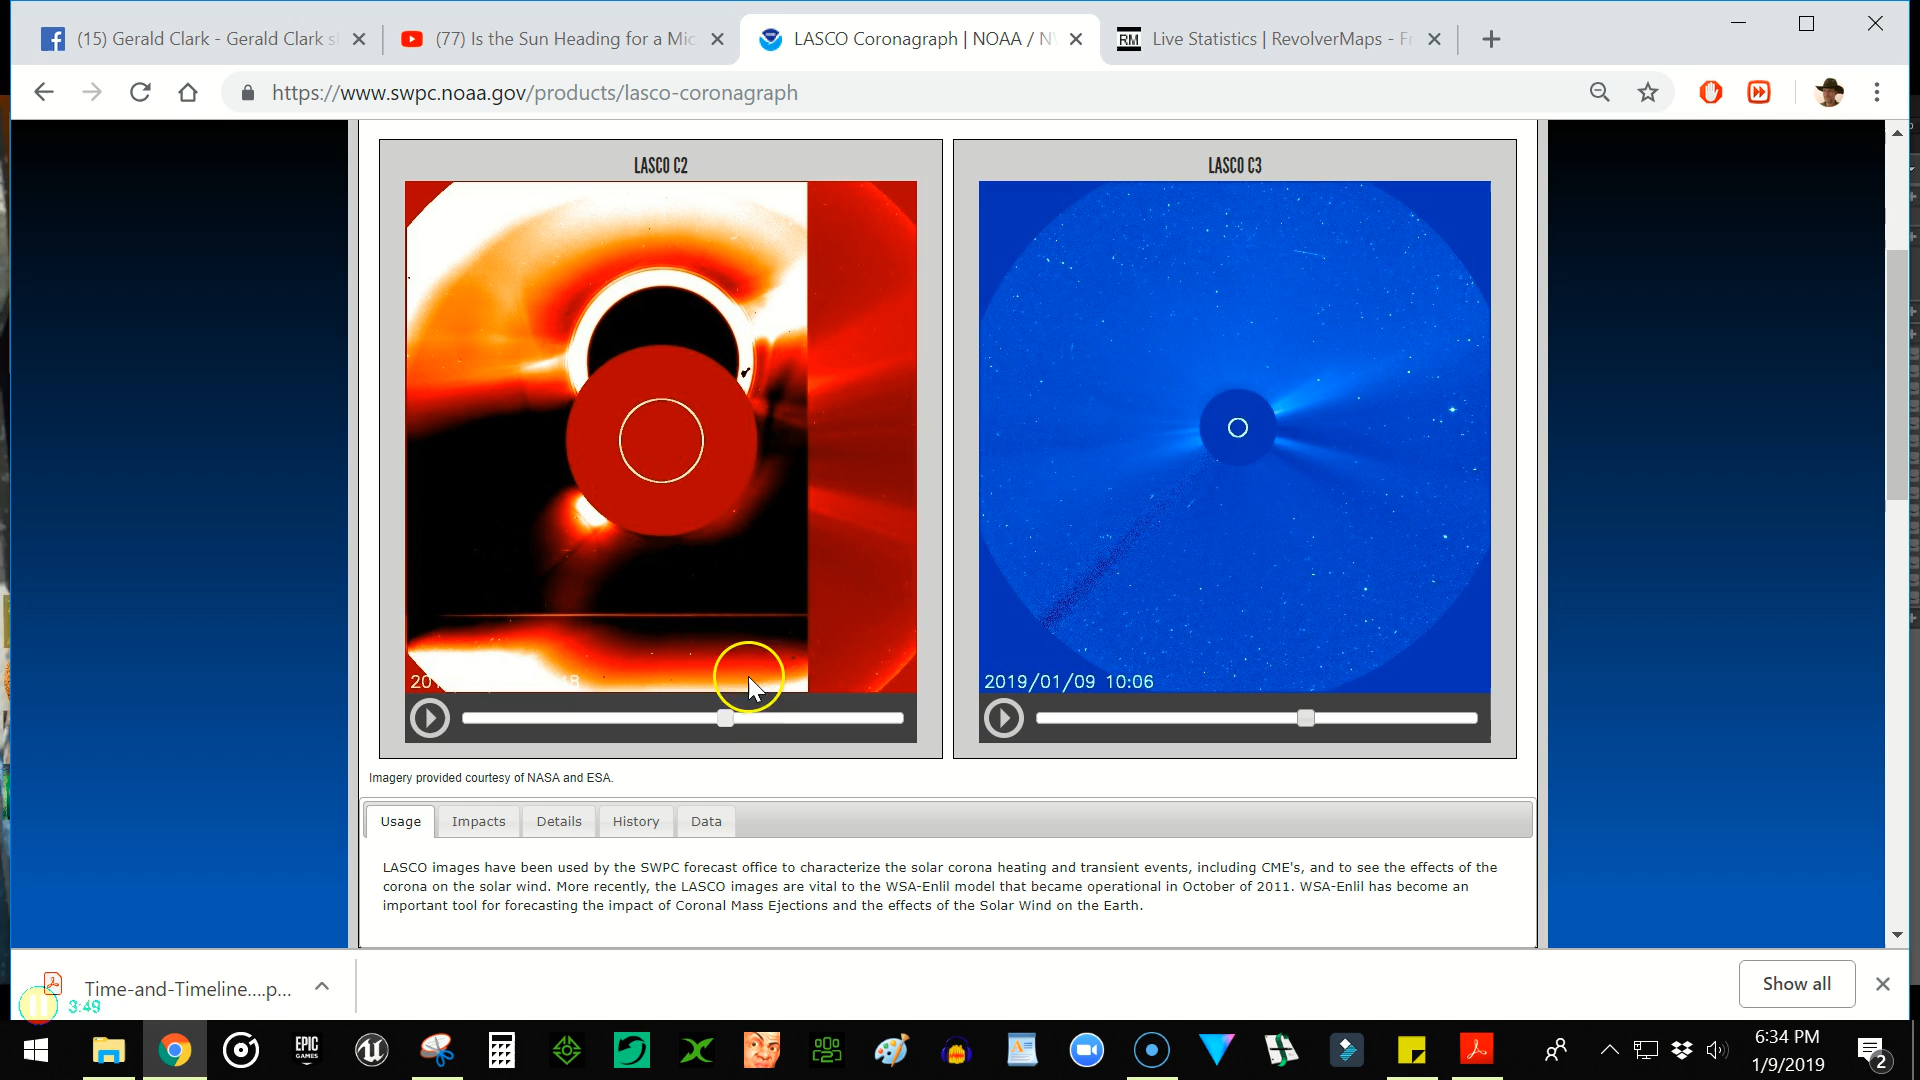 (15) Gerald Clark - Gerald Clark s
(77) Is the Sun Heading for a Mic
LASCO Coronagraph | NOAA / NW
RM Live Statistics | RevolverMaps - Fr
https://www.swpc.noaa.gov/products/lasco-coronagraph
LASCO C2
LASCO C3
2019/01/09 10:06
Imagery provided courtesy of NASA and ESA.
Usage Impacts Details History Data
LASCO images have been used by the SWPC forecast office to characterize the solar corona heating and transient events, including CME's, and to see the effects of the
corona on the solar wind. More recently, the LASCO images are vital to the WSA-Enlil model that became operational in October of 2011. WSA-Enlil has become an
important tool for forecasting the impact of Coronal Mass Ejections and the effects of the Solar Wind on the Earth.
Time-and-Timeline....p...
Show all
3:49
EPIC
GAMES
6:34 PM
1/9/2019
2